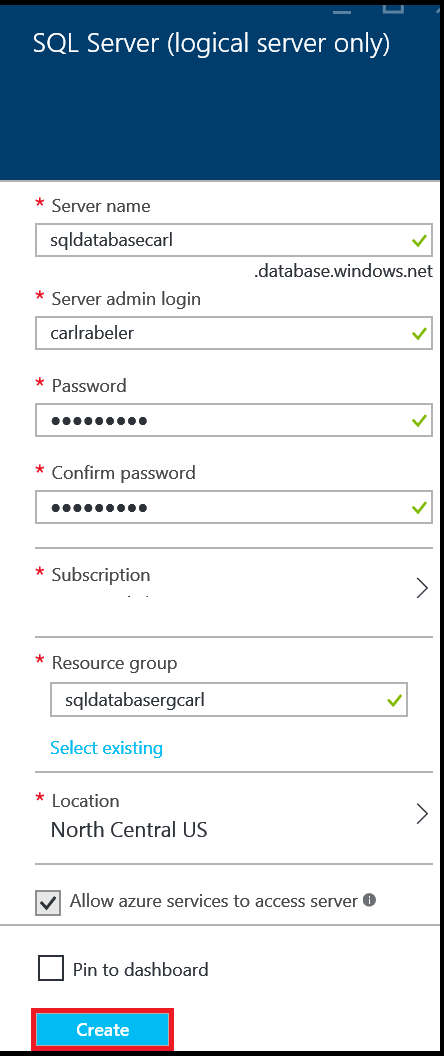 SQL Server (logical server only)
* Server name
sqldatabasecarl
.database.windows.net
* Server admin login
carlrabeler
* Password
●●●●●●●●●
* Confirm password
●●●●●●●●●
* Subscription
* Resource group
sqldatabasergcarl
Select existing
* Location
North Central US
Allow azure services to access server
Pin to dashboard
Create